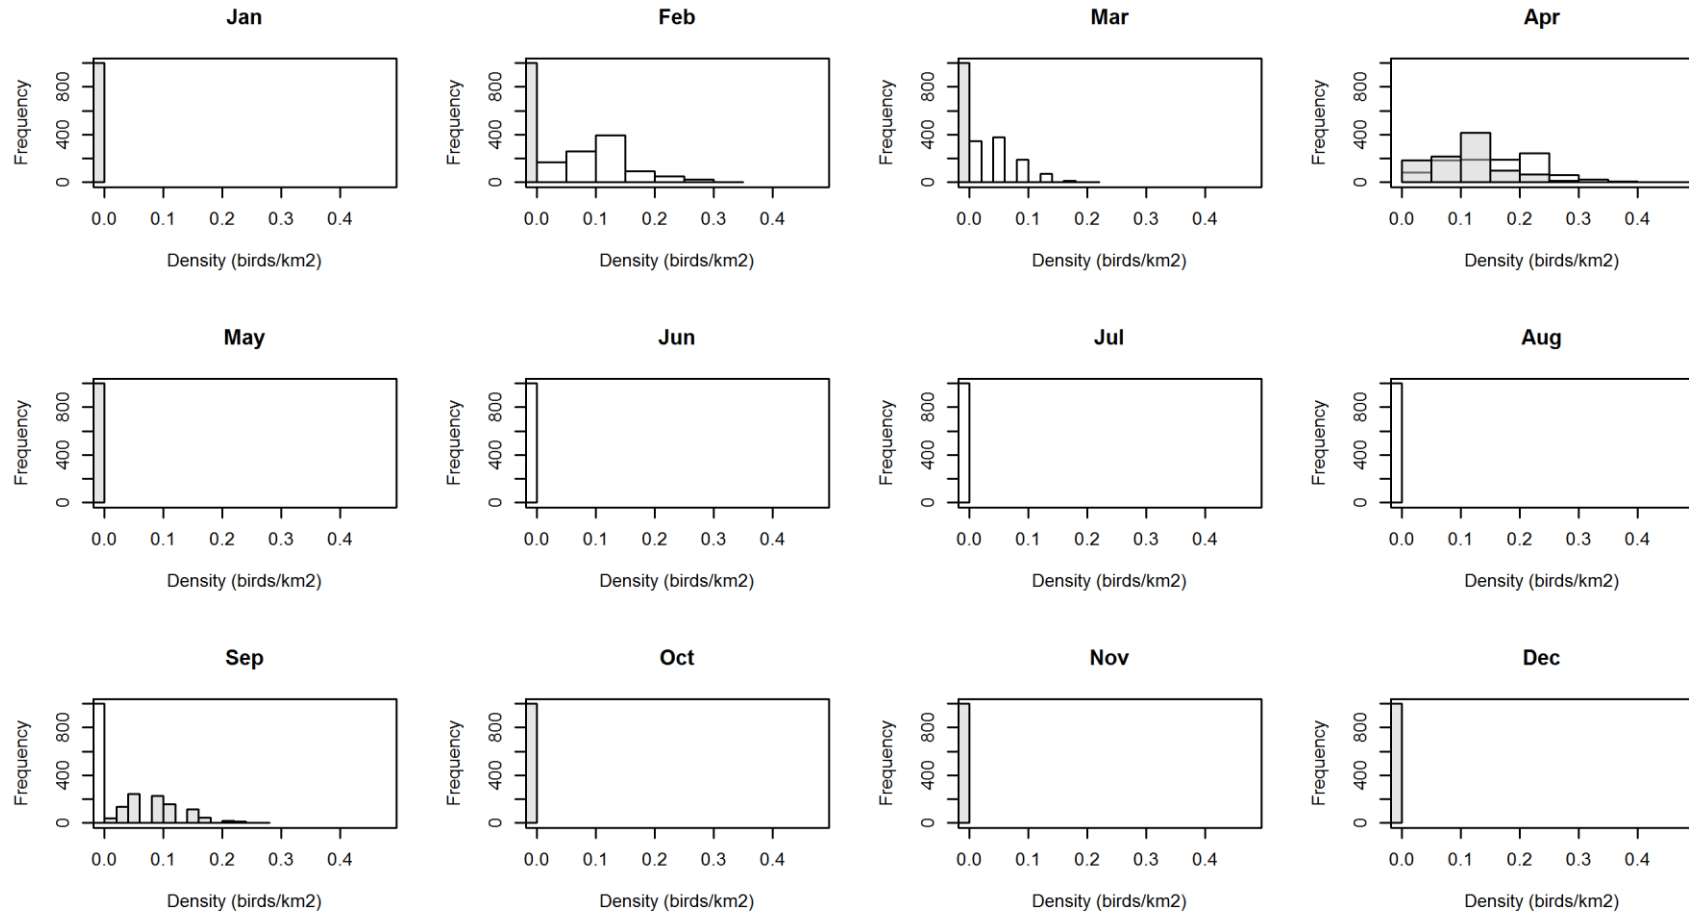 Jan Feb Mar Apr
Frequency Frequency Frequency Frequency
800 800 800 800
400 400 400 400
0 0 0 0
0.0 0.1 0.2 0.3 0.4 0.0 0.1 0.2 0.3 0.4 0.0 0.1 0.2 0.3 0.4 0.0 0.1 0.2 0.3 0.4
Density (birds/km2) Density (birds/km2) Density (birds/km2) Density (birds/km2)
May Jun Jul Aug
Frequency Frequency Frequency Frequency
800 800 800 800
400 400 400 400
0 0 0 0
0.0 0.1 0.2 0.3 0.4 0.0 0.1 0.2 0.3 0.4 0.0 0.1 0.2 0.3 0.4 0.0 0.1 0.2 0.3 0.4
Density (birds/km2) Density (birds/km2) Density (birds/km2) Density (birds/km2)
Sep Oct Nov Dec
Frequency Frequency Frequency Frequency
800 800 800 800
400 400 400 400
0 0 0 0
0.0 0.1 0.2 0.3 0.4 0.0 0.1 0.2 0.3 0.4 0.0 0.1 0.2 0.3 0.4 0.0 0.1 0.2 0.3 0.4
Density (birds/km2) Density (birds/km2) Density (birds/km2) Density (birds/km2)